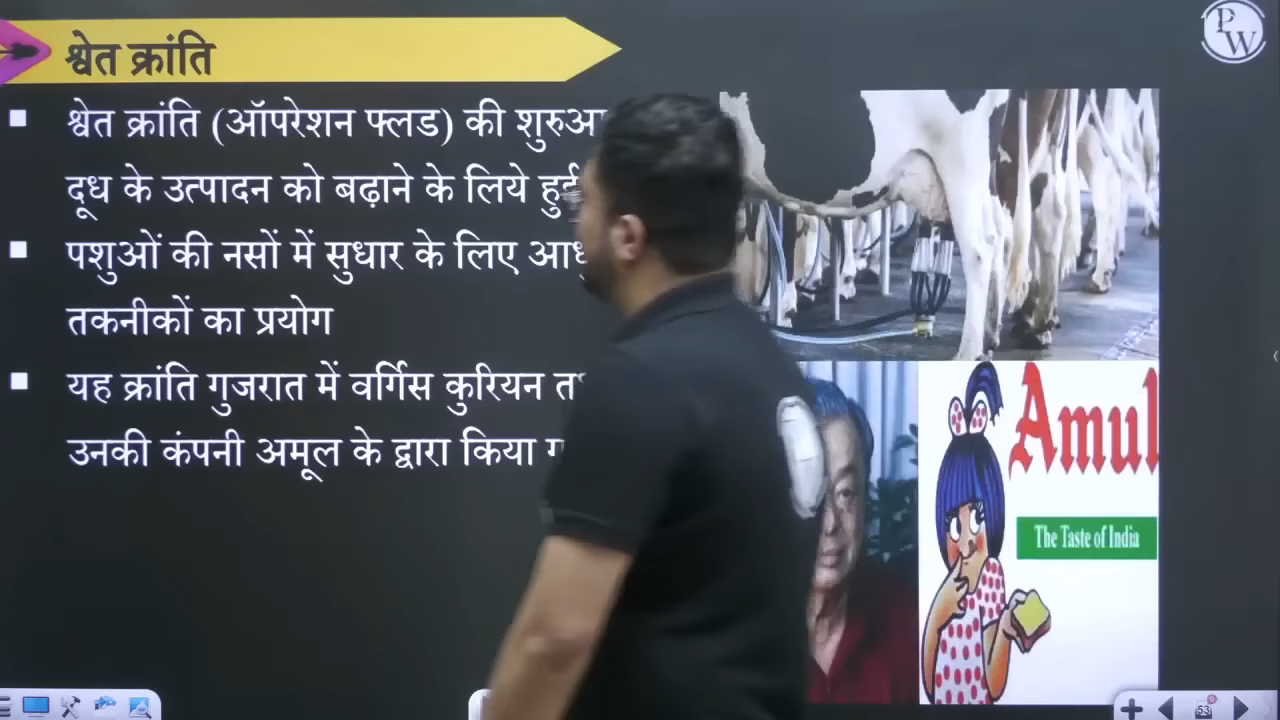 श्वेत क्रांति
PW
श्वेत क्रांति (ऑपरेशन फ्लड) की
दूध के उत्पादन को बढ़ाने के लिये हुई
पशुओं की नसों में सुधार के लिए
तकनीकों का प्रयोग
यह क्रांति गुजरात में वर्गिस कुरियन
उनकी कंपनी अमूल के द्वारा किया
Amul
The Taste of India
53